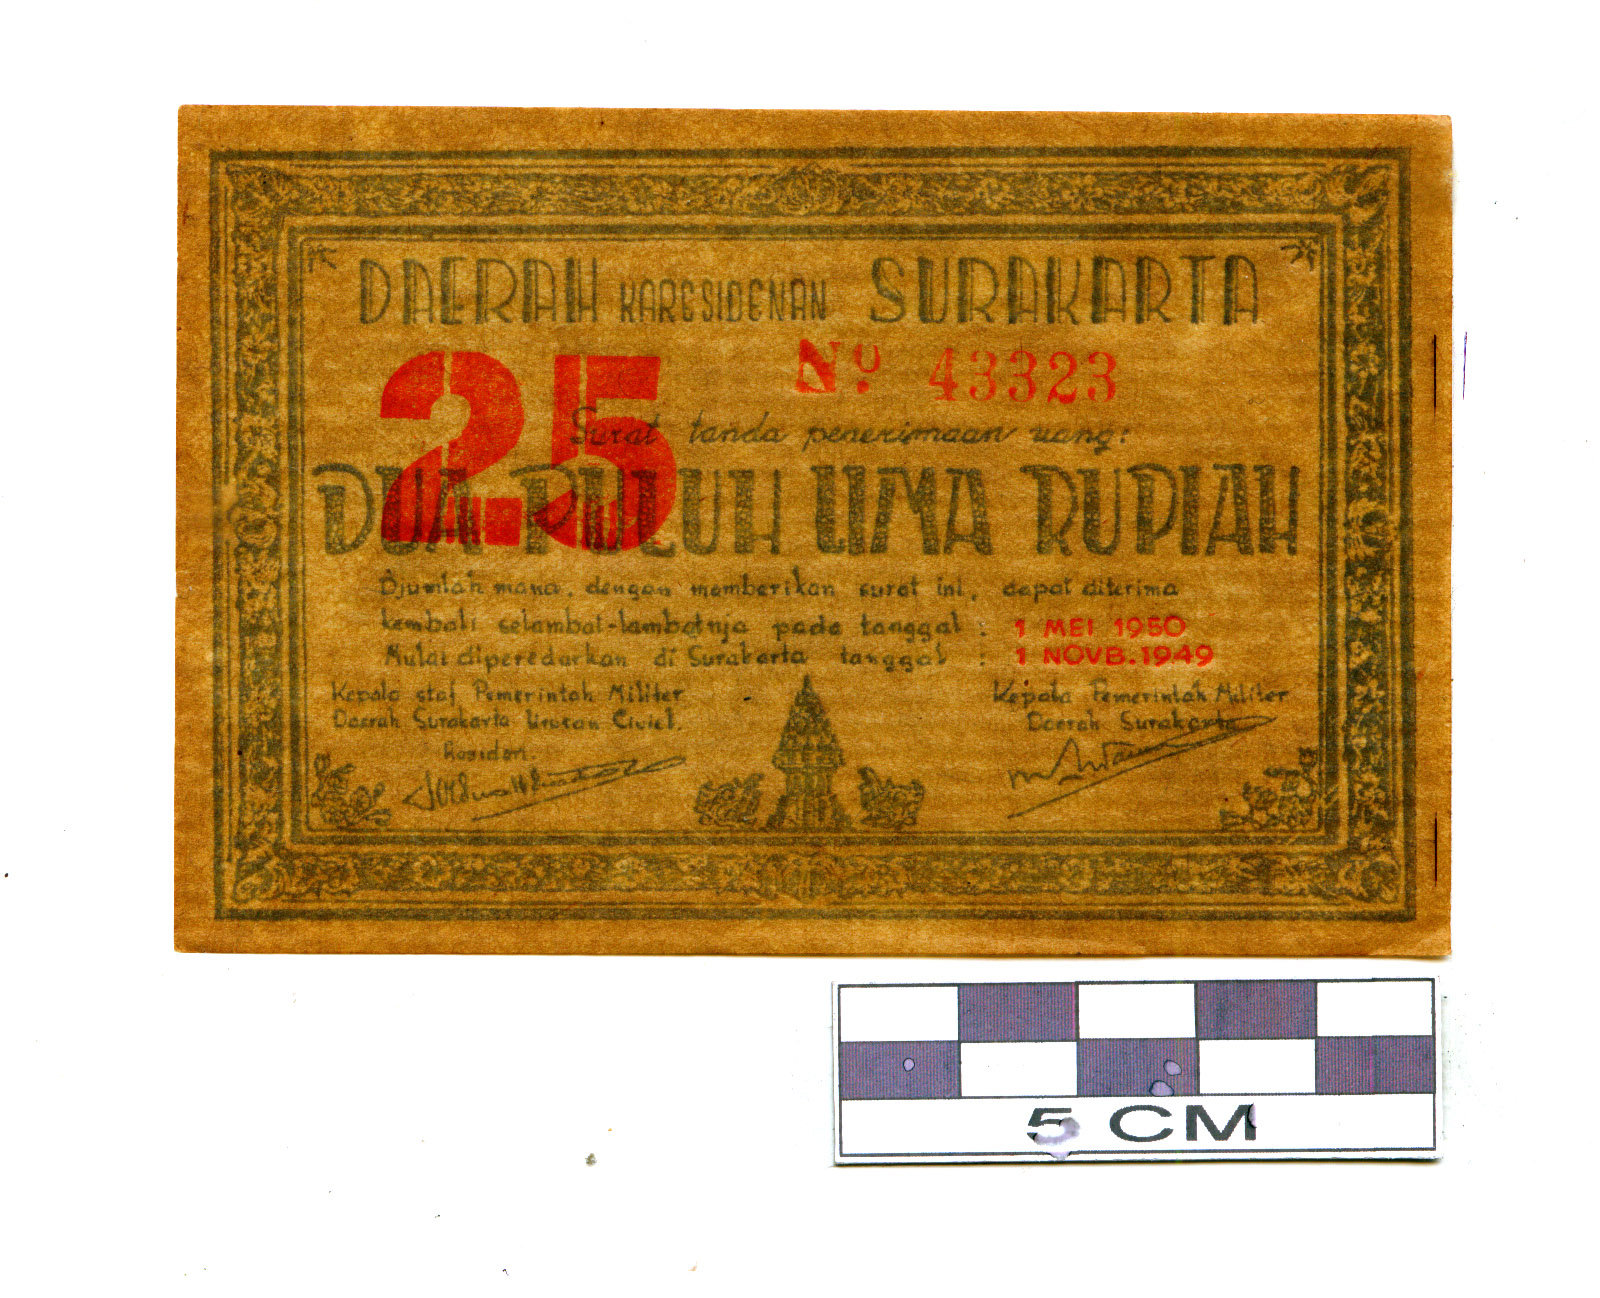 DAERAH KARESIDENAN SURAKARTA
25
No 43323
Surat tanda penerimaan uang:
DUA PULUH LIMA RUPIAH
Djumlah mana, dengan memberikan surat ini, dapat diterima
kembali selambat-lambatnja pada tanggal : 1 MEI 1950
Mulai diperedarkan di Surakarta tanggal : 1 NOVB.1949
Kepala staf Pemerintah Militer
Daerah Surakarta Urusan Civiel.
Residen.
Kepala Pemerintah Militer
Daerah Surakarta
5 CM